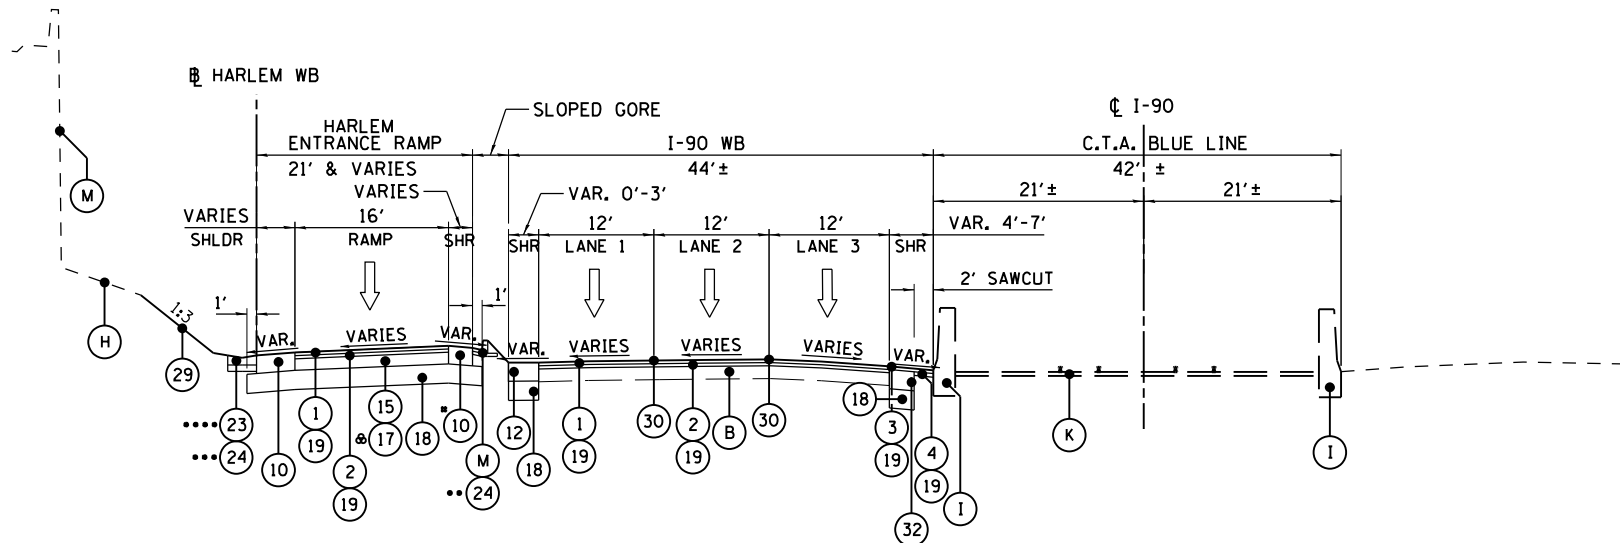 ℄ I-90
HARLEM WB
SLOPED GORE
HARLEM
ENTRANCE RAMP
I-90 WB
C.T.A. BLUE LINE
21' & VARIES
44'±
42' ±
VARIES
VAR. 0'-3'
21'±
21'±
VARIES
16'
12'
12'
12'
VAR. 4'-7'
SHLDR
RAMP
SHR
SHR
LANE 1
LANE 2
LANE 3
SHR
M
2' SAWCUT
1'
1'
1:3
H
VAR.
VARIES
VAR.
VAR.
VARIES
VARIES
VARIES
VAR.
29
•••• 23
1
15
10
12
1
30
2
B
30
18
3
K
••• 24
10
19
17
18
M
18
19
19
19
4
I
2
•• 24
19
19
32
I